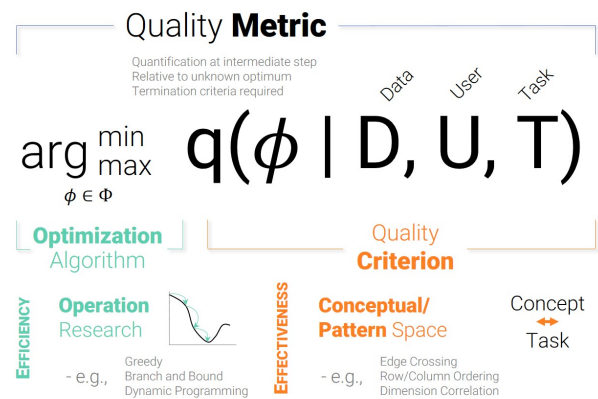 Quality Metric
Quantification at intermediate step
Relative to unknown optimum
Termination criteria required
Data
User
Task
arg min max
ϕ ∈ Φ
q(ϕ | D, U, T)
Optimization
Algorithm
Quality
Criterion
EFFICIENCY
Operation
Research
- e.g.,
Greedy
Branch and Bound
Dynamic Programming
EFFECTIVENESS
Conceptual/
Pattern Space
- e.g.,
Edge Crossing
Row/Column Ordering
Dimension Correlation
Concept
Task